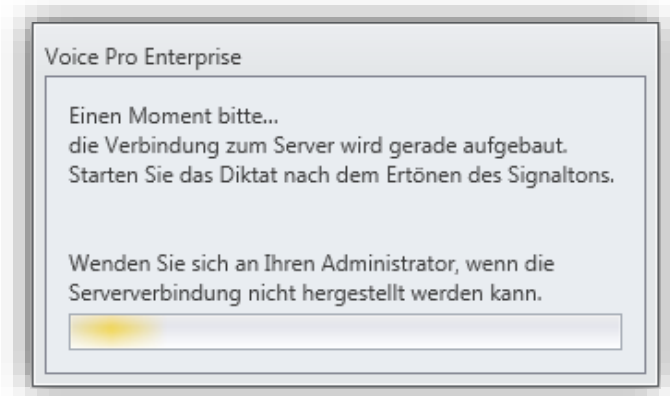 Voice Pro Enterprise
Einen Moment bitte...
die Verbindung zum Server wird gerade aufgebaut.
Starten Sie das Diktat nach dem Ertönen des Signaltons.
Wenden Sie sich an Ihren Administrator, wenn die
Serververbindung nicht hergestellt werden kann.